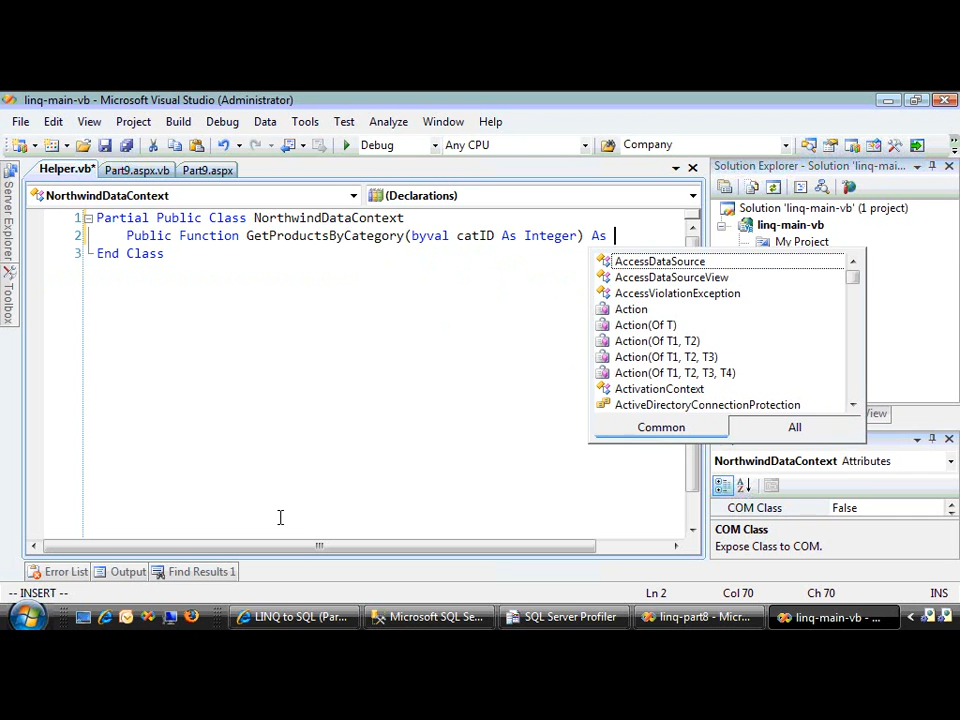 linq-main-vb - Microsoft Visual Studio (Administrator)
File Edit View Project Build Debug Data Tools Test Analyze Window Help
Debug Any CPU Company
Helper.vb* Part9.aspx.vb Part9.aspx
NorthwindDataContext (Declarations)
1 Partial Public Class NorthwindDataContext
2 Public Function GetProductsByCategory(byval catID As Integer) As
3 End Class
AccessDataSource
AccessDataSourceView
AccessViolationException
Action
Action(Of T)
Action(Of T1, T2)
Action(Of T1, T2, T3)
Action(Of T1, T2, T3, T4)
ActivationContext
ActiveDirectoryConnectionProtection
Common All
Server Explorer
Toolbox
Solution Explorer - Solution 'linq-mai...
Solution 'linq-main-vb' (1 project)
linq-main-vb
My Project
View
NorthwindDataContext Attributes
COM Class False
COM Class
Expose Class to COM.
Error List Output Find Results 1
-- INSERT -- Ln 2 Col 70 Ch 70 INS
LINQ to SQL (Par... Microsoft SQL Se... SQL Server Profiler linq-part8 - Micr... linq-main-vb - ...